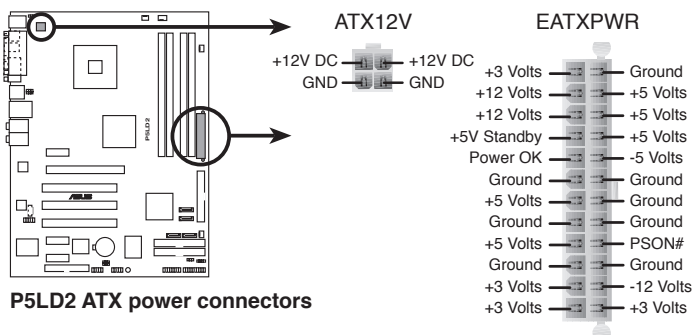 ATX12V
EATXPWR
+12V DC +12V DC
GND GND
+3 Volts Ground
+12 Volts +5 Volts
+12 Volts +5 Volts
+5V Standby +5 Volts
Power OK -5 Volts
Ground Ground
+5 Volts Ground
Ground Ground
+5 Volts PSON#
Ground Ground
+3 Volts -12 Volts
+3 Volts +3 Volts
P5LD2
ASUS
P5LD2 ATX power connectors